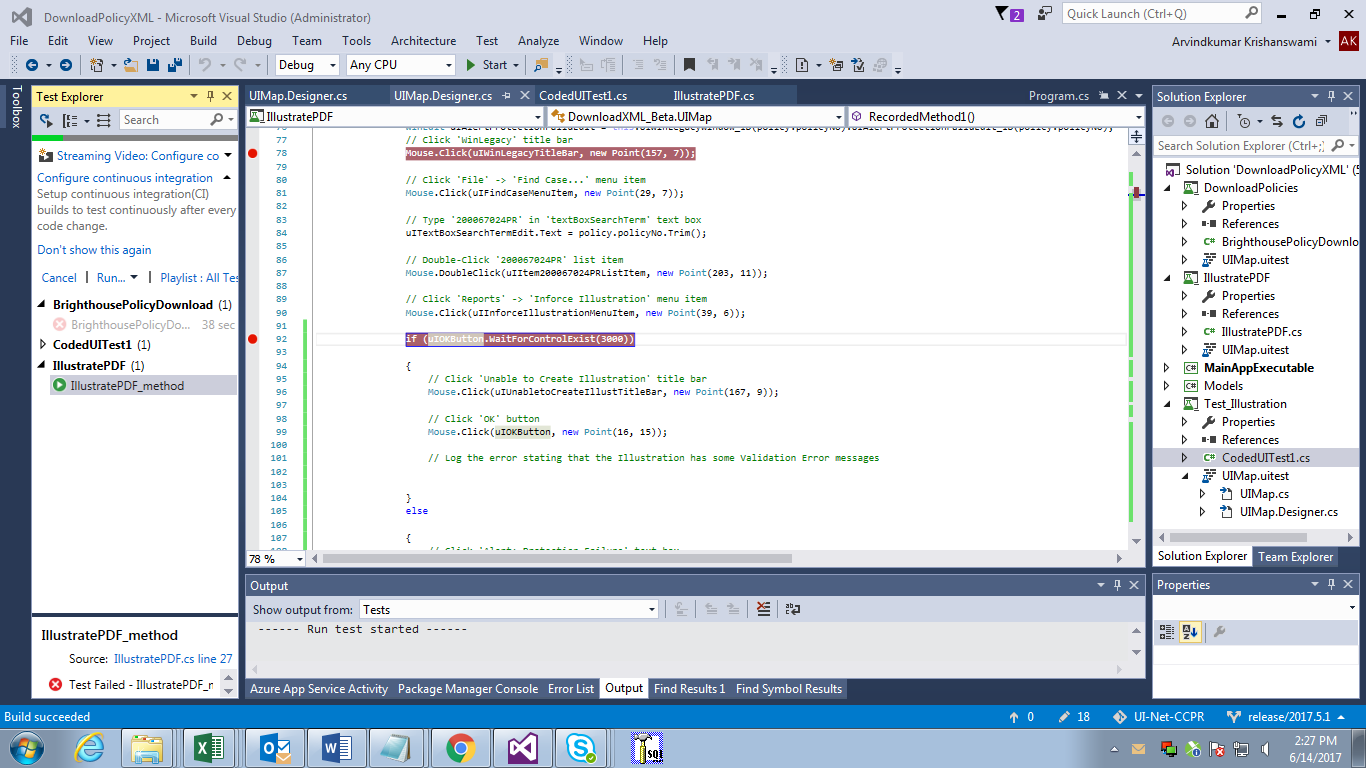 DownloadPolicyXML - Microsoft Visual Studio (Administrator)
2
Quick Launch (Ctrl+Q)
File Edit View Project Build Debug Team Tools Architecture Test Analyze Window Help
Arvindkumar Krishanswami
AK
Debug
Any CPU
Start
Toolbox
Test Explorer
Search
Streaming Video: Configure co
Configure continuous integration
Setup continuous integration(CI)
builds to test continuously after every
code change.
Don't show this again
Cancel | Run... | Playlist : All Tes
BrighthousePolicyDownload (1)
BrighthousePolicyDo... 38 sec
CodedUITest1 (1)
IllustratePDF (1)
IllustratePDF_method
IllustratePDF_method
Source: IllustratePDF.cs line 27
Test Failed - IllustratePDF_r
UIMap.Designer.cs
UIMap.Designer.cs
CodedUITest1.cs
IllustratePDF.cs
Program.cs
IllustratePDF
DownloadXML_Beta.UIMap
RecordedMethod1()
77 // Click 'WinLegacy' title bar
78 Mouse.Click(uIWinLegacyTitleBar, new Point(157, 7));
79
80 // Click 'File' -> 'Find Case...' menu item
81 Mouse.Click(uIFindCaseMenuItem, new Point(29, 7));
82
83 // Type '200067024PR' in 'textBoxSearchTerm' text box
84 uITextBoxSearchTermEdit.Text = policy.policyNo.Trim();
85
86 // Double-Click '200067024PR' list item
87 Mouse.DoubleClick(uIItem200067024PRListItem, new Point(203, 11));
88
89 // Click 'Reports' -> 'Inforce Illustration' menu item
90 Mouse.Click(uIInforceIllustrationMenuItem, new Point(39, 6));
91
92 if (uIOKButton.WaitForControlExist(3000))
93
94 {
95 // Click 'Unable to Create Illustration' title bar
96 Mouse.Click(uIUnabletoCreateIllustTitleBar, new Point(167, 9));
97
98 // Click 'OK' button
99 Mouse.Click(uIOKButton, new Point(16, 15));
100
101 // Log the error stating that the Illustration has some Validation Error messages
102
103
104 }
105 else
106
107 {
78 %
Output
Show output from: Tests
------ Run test started ------
Azure App Service Activity
Package Manager Console
Error List
Output
Find Results 1
Find Symbol Results
Solution Explorer
Search Solution Explorer (Ctrl+;)
Solution 'DownloadPolicyXML' (5
DownloadPolicies
Properties
References
BrighthousePolicyDownlo
UIMap.uitest
IllustratePDF
Properties
References
IllustratePDF.cs
UIMap.uitest
MainAppExecutable
Models
Test_Illustration
Properties
References
CodedUITest1.cs
UIMap.uitest
UIMap.cs
UIMap.Designer.cs
Solution Explorer
Team Explorer
Properties
Build succeeded
0
18
UI-Net-CCPR
release/2017.5.1
2:27 PM
6/14/2017